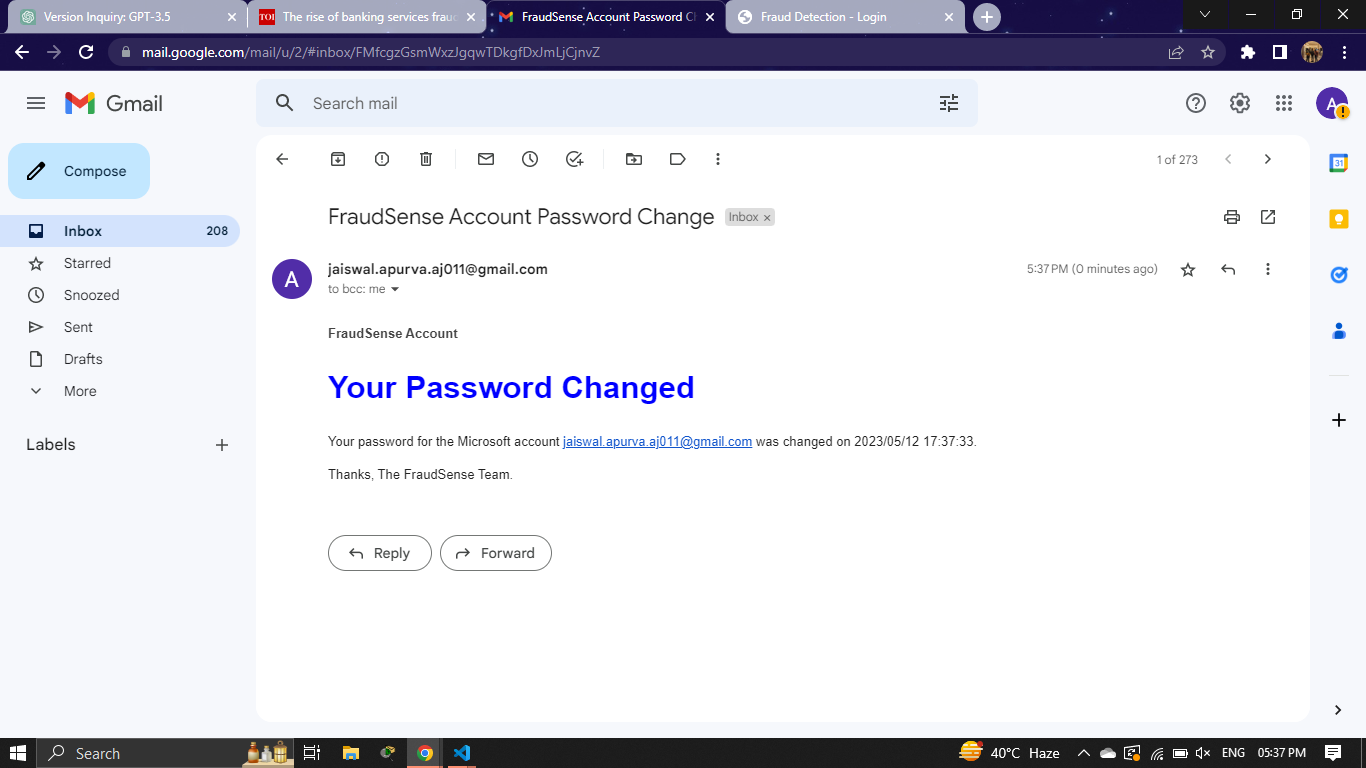 Version Inquiry: GPT-3.5
TOI The rise of banking services frauc
FraudSense Account Password Cl
Fraud Detection - Login
mail.google.com/mail/u/2/#inbox/FMfcgzGsmWxzJgqwTDkgfDxJmLjCjnvZ
Gmail
Search mail
A
Compose
1 of 273
31
Inbox 208
FraudSense Account Password Change Inbox ×
Starred
A
jaiswal.apurva.aj011@gmail.com 5:37 PM (0 minutes ago)
to bcc: me
Snoozed
Sent
FraudSense Account
Drafts
Your Password Changed
More
Labels
Your password for the Microsoft account jaiswal.apurva.aj011@gmail.com was changed on 2023/05/12 17:37:33.
Thanks, The FraudSense Team.
Reply Forward
Search 40°C Haze ENG 05:37 PM